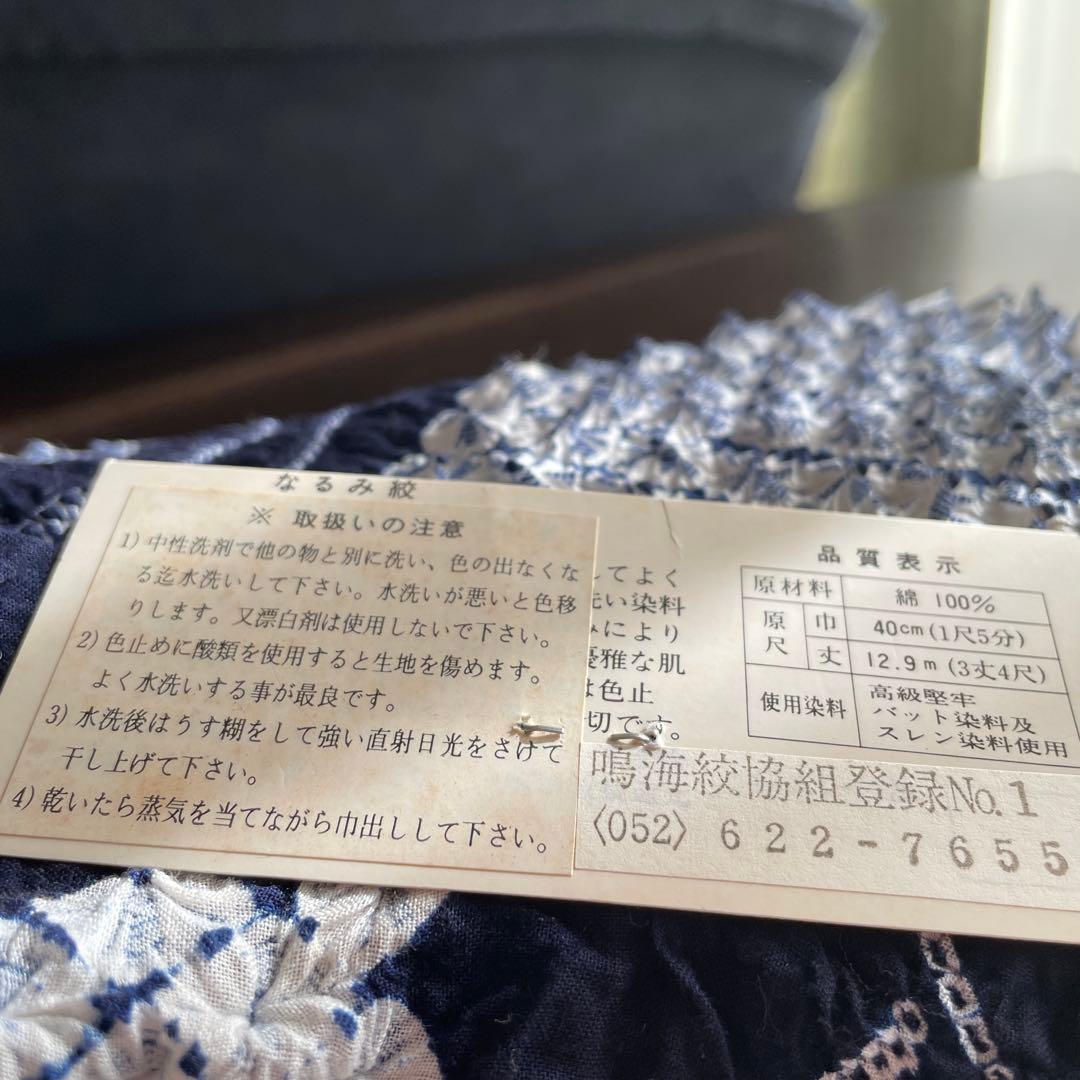 なるみ絞
※ 取扱いの注意
1) 中性洗剤で他の物と別に洗い、色の出なくな
る迄水洗いして下さい。水洗いが悪いと色移
りします。又漂白剤は使用しないで下さい。
2) 色止めに酸類を使用すると生地を傷めます。
よく水洗いする事が最良です。
3) 水洗後はうす糊をして強い直射日光をさけて
干し上げて下さい。
4) 乾いたら蒸気を当てながら巾出しして下さい。
してよく
洗い染料
みにより
優雅な肌
は色止
切です。
品質表示
原材料 綿 100%
原尺 巾 40cm(1尺5分)
丈 12.9m(3丈4尺)
使用染料 高級堅牢
バット染料及
スレン染料使用
鳴海絞協組登録No.1
〈052〉622-7655